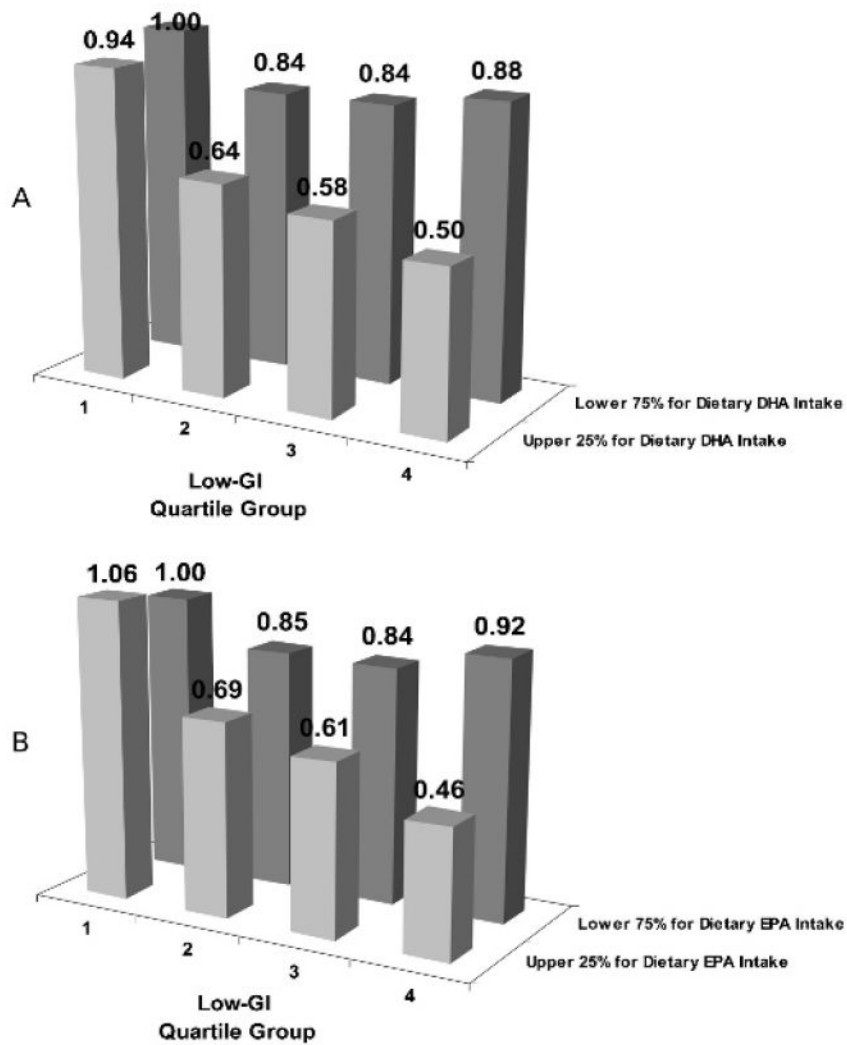 1.00
0.94
0.84
0.84
0.88
0.64
0.58
0.50
A
Lower 75% for Dietary DHA Intake
Upper 25% for Dietary DHA Intake
1
2
3
4
Low-GI
Quartile Group
1.06
1.00
0.85
0.84
0.92
0.69
0.61
0.46
B
Lower 75% for Dietary EPA Intake
Upper 25% for Dietary EPA Intake
1
2
3
4
Low-GI
Quartile Group